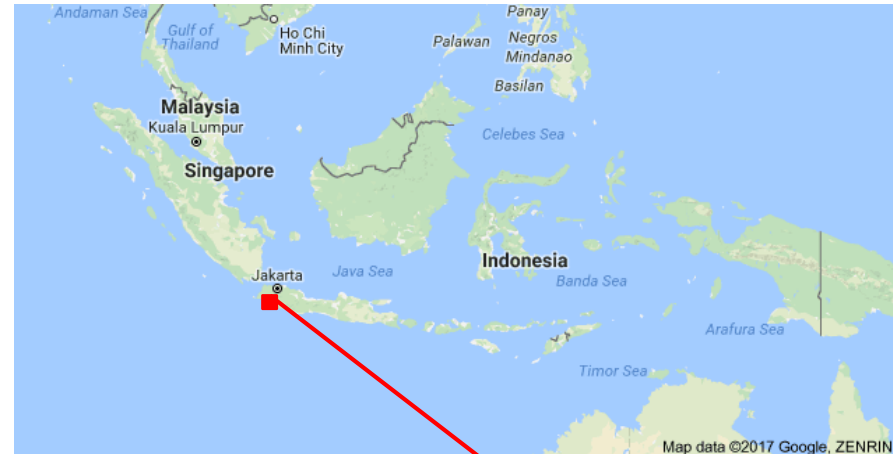 Andaman Sea
Gulf of
Thailand
Ho Chi
Minh City
Panay
Palawan
Negros
Mindanao
Basilan
Malaysia
Kuala Lumpur
Celebes Sea
Singapore
Indonesia
Jakarta
Java Sea
Banda Sea
Arafura Sea
Timor Sea
Map data ©2017 Google, ZENRIN